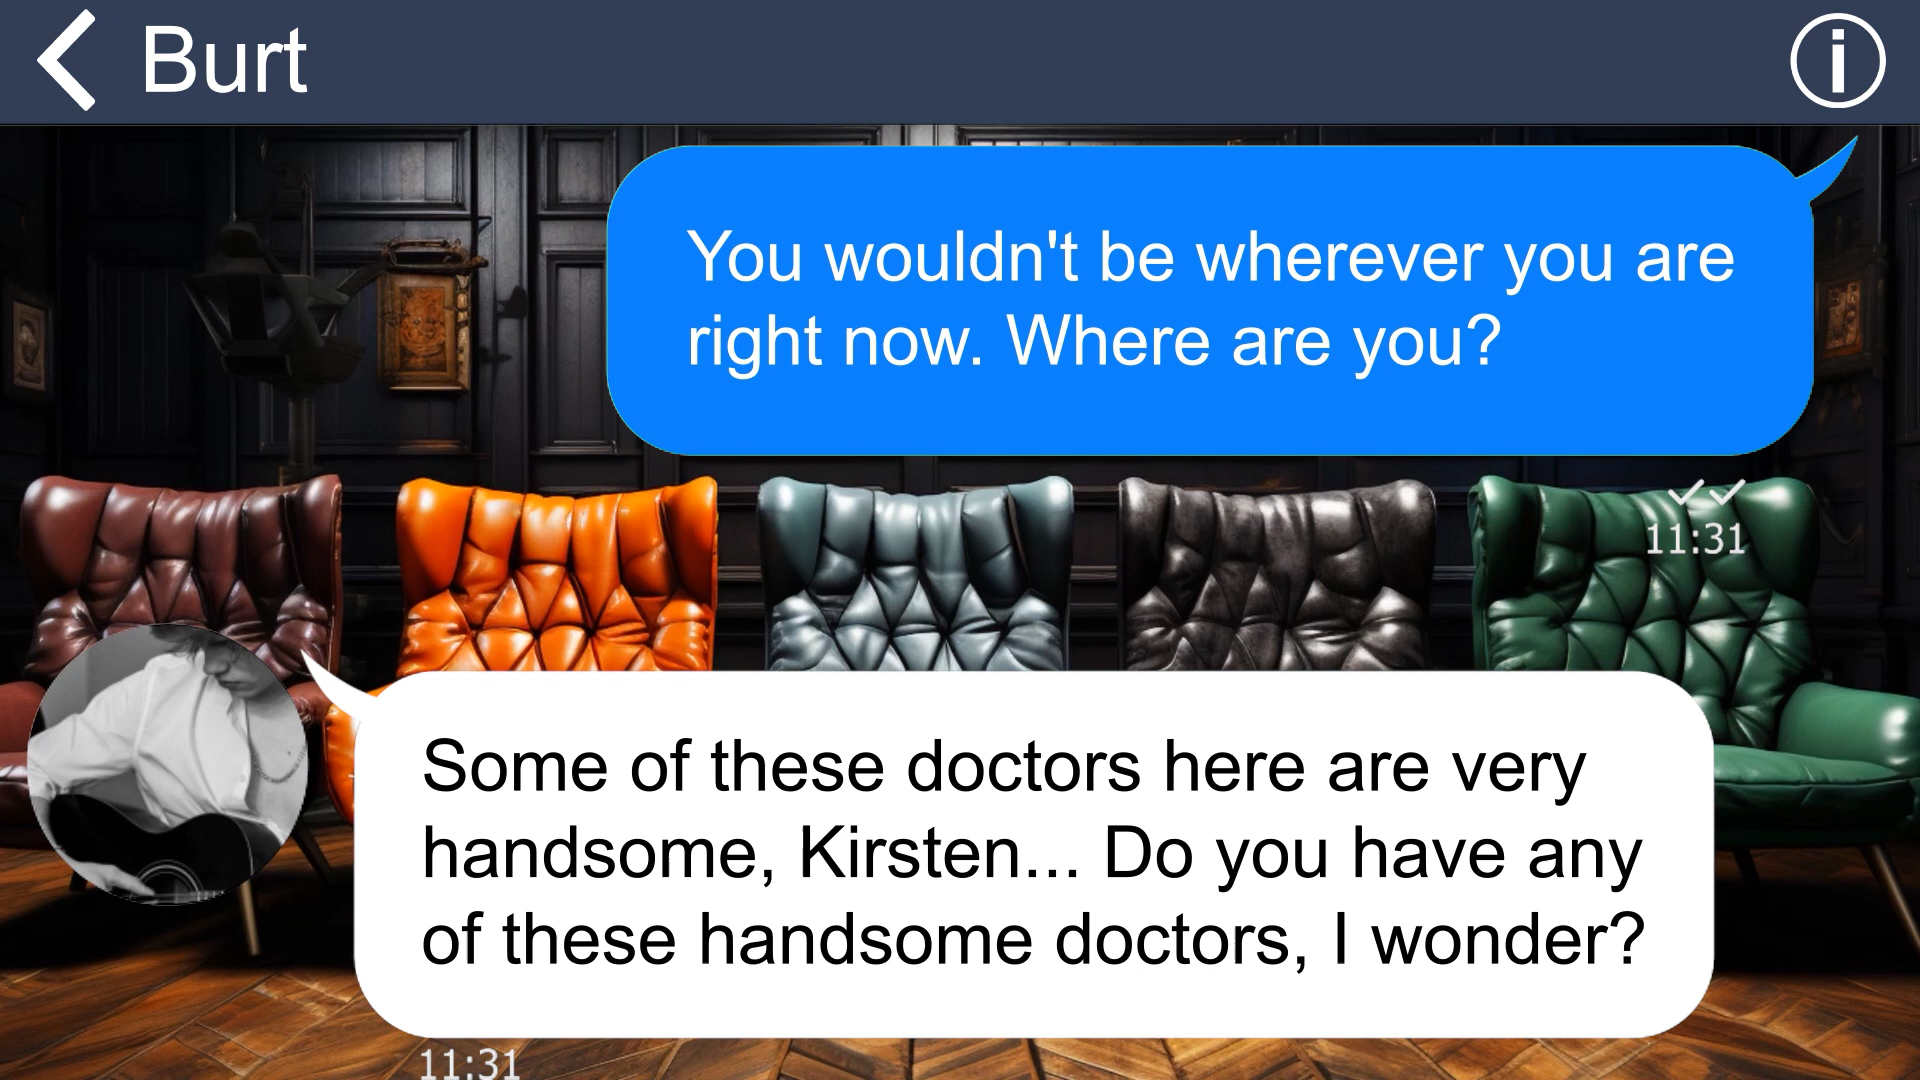 Burt
You wouldn't be wherever you are
right now. Where are you?
11:31
Some of these doctors here are very
handsome, Kirsten... Do you have any
of these handsome doctors, I wonder?
11:31